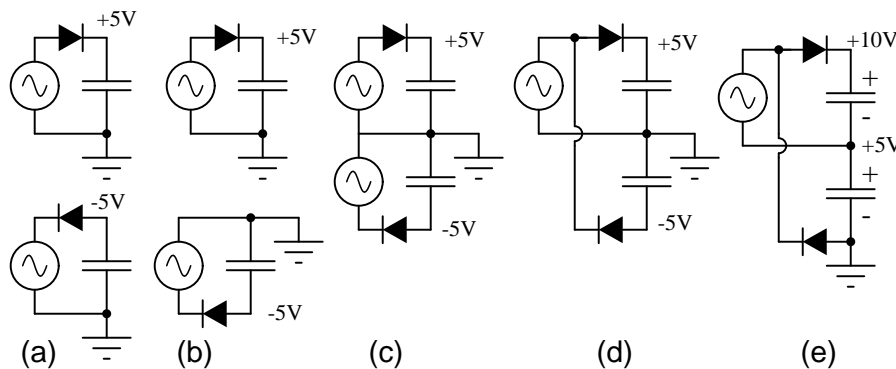 +5V +5V +5V +5V +10V
+ - +5V + -
-5V -5V -5V -5V
(a) (b) (c) (d) (e)